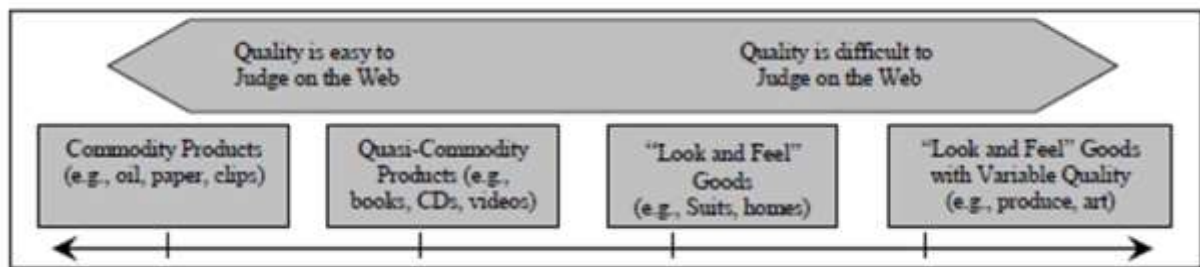 Quality is easy to
Judge on the Web
Quality is difficult to
Judge on the Web
Commodity Products
(e.g., oil, paper, clips)
Quasi-Commodity
Products (e.g.,
books, CDs, videos)
“Look and Feel”
Goods
(e.g., Suits, homes)
“Look and Feel” Goods
with Variable Quality
(e.g., produce, art)